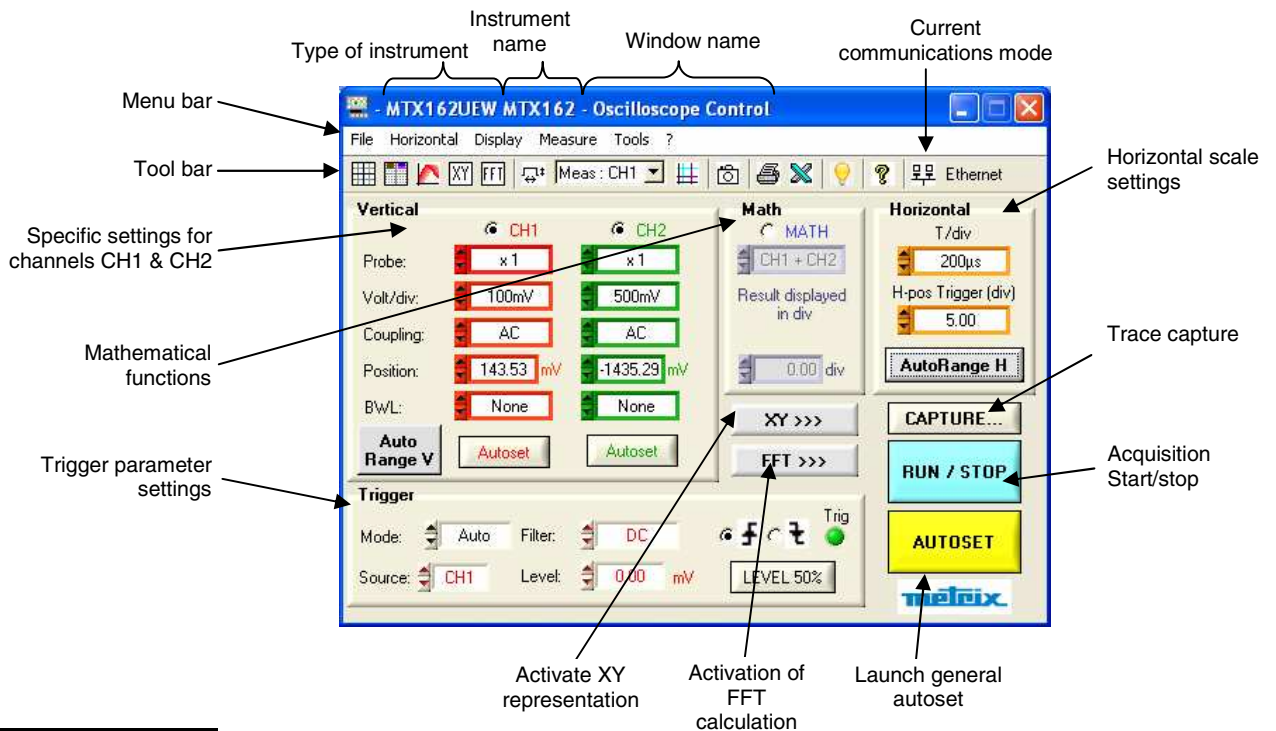 Type of instrument
Instrument
name
Window name
Current
communications mode
Menu bar
- MTX162UEW MTX162 - Oscilloscope Control
File Horizontal Display Measure Tools ?
Tool bar
XY FFT Meas : CH1 ? Ethernet
Horizontal scale
settings
Specific settings for
channels CH1 & CH2
Vertical
CH1 CH2
Probe: x 1 x 1
Volt/div: 100mV 500mV
Coupling: AC AC
Position: 143.53 mV -1435.29 mV
BWL: None None
Auto
Range V
Autoset Autoset
Math
MATH
CH1 + CH2
Result displayed
in div
0.00 div
Horizontal
T/div
200µs
H-pos Trigger (div)
5.00
AutoRange H
Mathematical
functions
Trace capture
XY >>>
FFT >>>
CAPTURE...
RUN / STOP
AUTOSET
Acquisition
Start/stop
Trigger parameter
settings
Trigger
Mode: Auto Filter: DC Trig
Source: CH1 Level: 0.00 mV LEVEL 50%
metrix
Activate XY
representation
Activation of
FFT
calculation
Launch general
autoset